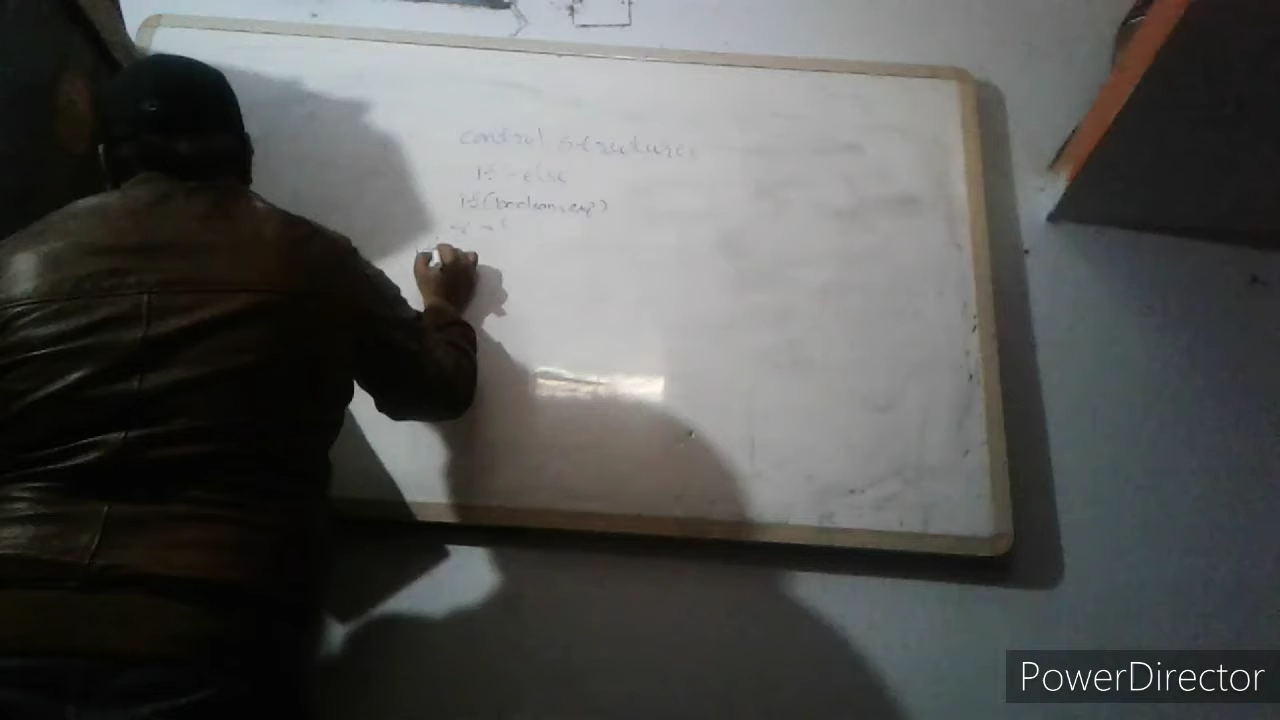 control structures
if - else
if(boolean exp)
PowerDirector